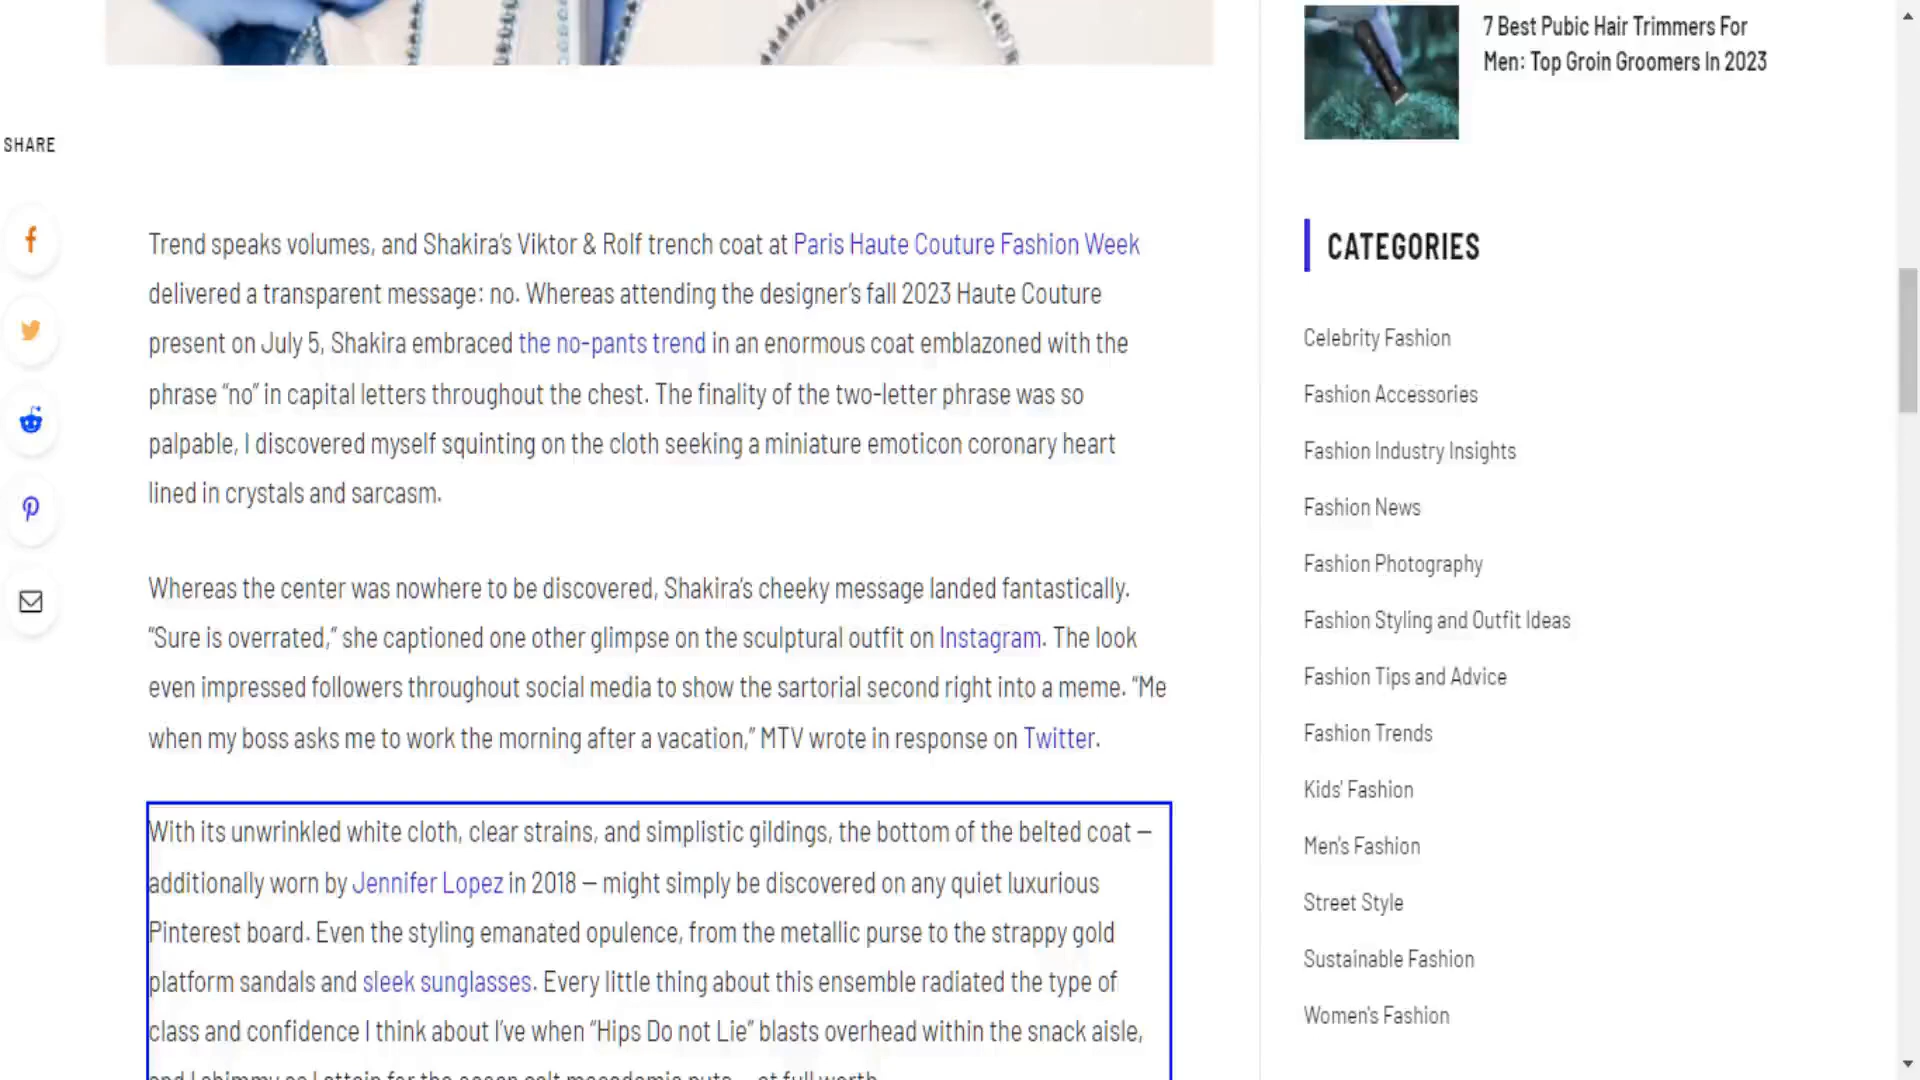 7 Best Pubic Hair Trimmers For
Men: Top Groin Groomers In 2023
SHARE
Trend speaks volumes, and Shakira's Viktor & Rolf trench coat at Paris Haute Couture Fashion Week
delivered a transparent message: no. Whereas attending the designer's fall 2023 Haute Couture
present on July 5, Shakira embraced the no-pants trend in an enormous coat emblazoned with the
phrase “no” in capital letters throughout the chest. The finality of the two-letter phrase was so
palpable, I discovered myself squinting on the cloth seeking a miniature emoticon coronary heart
lined in crystals and sarcasm.
Whereas the center was nowhere to be discovered, Shakira's cheeky message landed fantastically.
“Sure is overrated,” she captioned one other glimpse on the sculptural outfit on Instagram. The look
even impressed followers throughout social media to show the sartorial second right into a meme. “Me
when my boss asks me to work the morning after a vacation,” MTV wrote in response on Twitter.
With its unwrinkled white cloth, clear strains, and simplistic gildings, the bottom of the belted coat —
additionally worn by Jennifer Lopez in 2018 — might simply be discovered on any quiet luxurious
Pinterest board. Even the styling emanated opulence, from the metallic purse to the strappy gold
platform sandals and sleek sunglasses. Every little thing about this ensemble radiated the type of
class and confidence I think about I've when “Hips Do not Lie” blasts overhead within the snack aisle,
CATEGORIES
Celebrity Fashion
Fashion Accessories
Fashion Industry Insights
Fashion News
Fashion Photography
Fashion Styling and Outfit Ideas
Fashion Tips and Advice
Fashion Trends
Kids' Fashion
Men's Fashion
Street Style
Sustainable Fashion
Women's Fashion